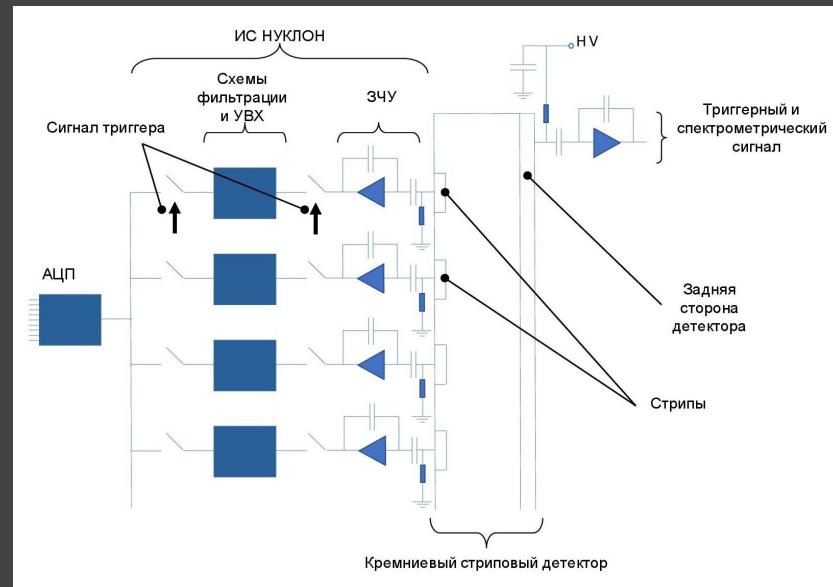 ИС НУКЛОН
HV
Схемы
фильтрации
и УВХ
ЗЧУ
Сигнал триггера
Триггерный и
спектрометрический
сигнал
АЦП
Задняя
сторона
детектора
Стрипы
Кремниевый стриповый детектор